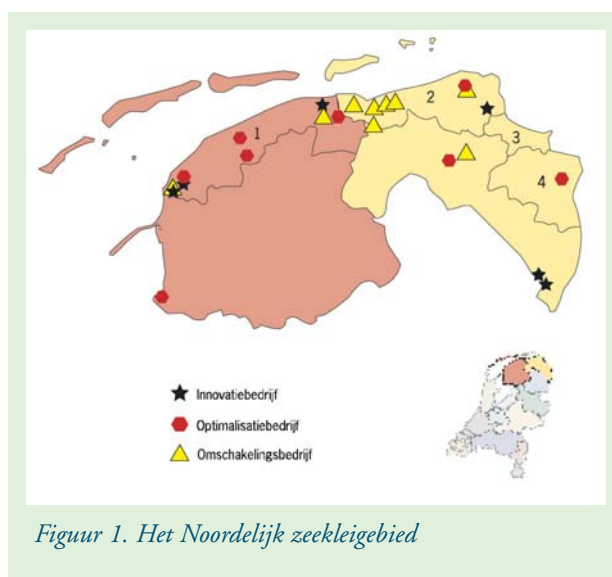 2
1
3
4
Innovatiebedrijf
Optimalisatiebedrijf
Omschakelingsbedrijf
Figuur 1. Het Noordelijk zeekleigebied